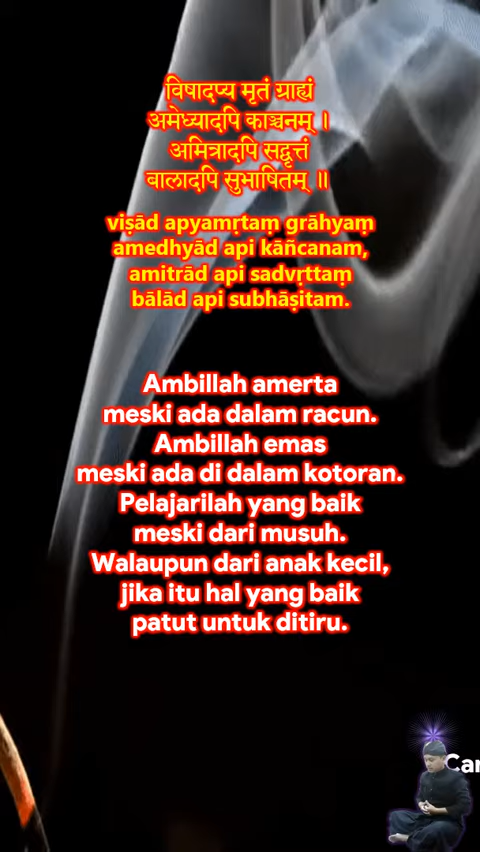 विषादप्य मृतं ग्राह्यं
अमेध्यादपि काञ्चनम् ।
अमित्रादपि सद्वृत्तं
बालादपि सुभाषितम् ॥
viṣād apyamṛtaṃ grāhyaṃ
amedhyād api kāñcanam,
amitrād api sadvṛttaṃ
bālād api subhāṣitam.
Ambillah amerta
meski ada dalam racun.
Ambillah emas
meski ada di dalam kotoran.
Pelajarilah yang baik
meski dari musuh.
Walaupun dari anak kecil,
jika itu hal yang baik
patut untuk ditiru.